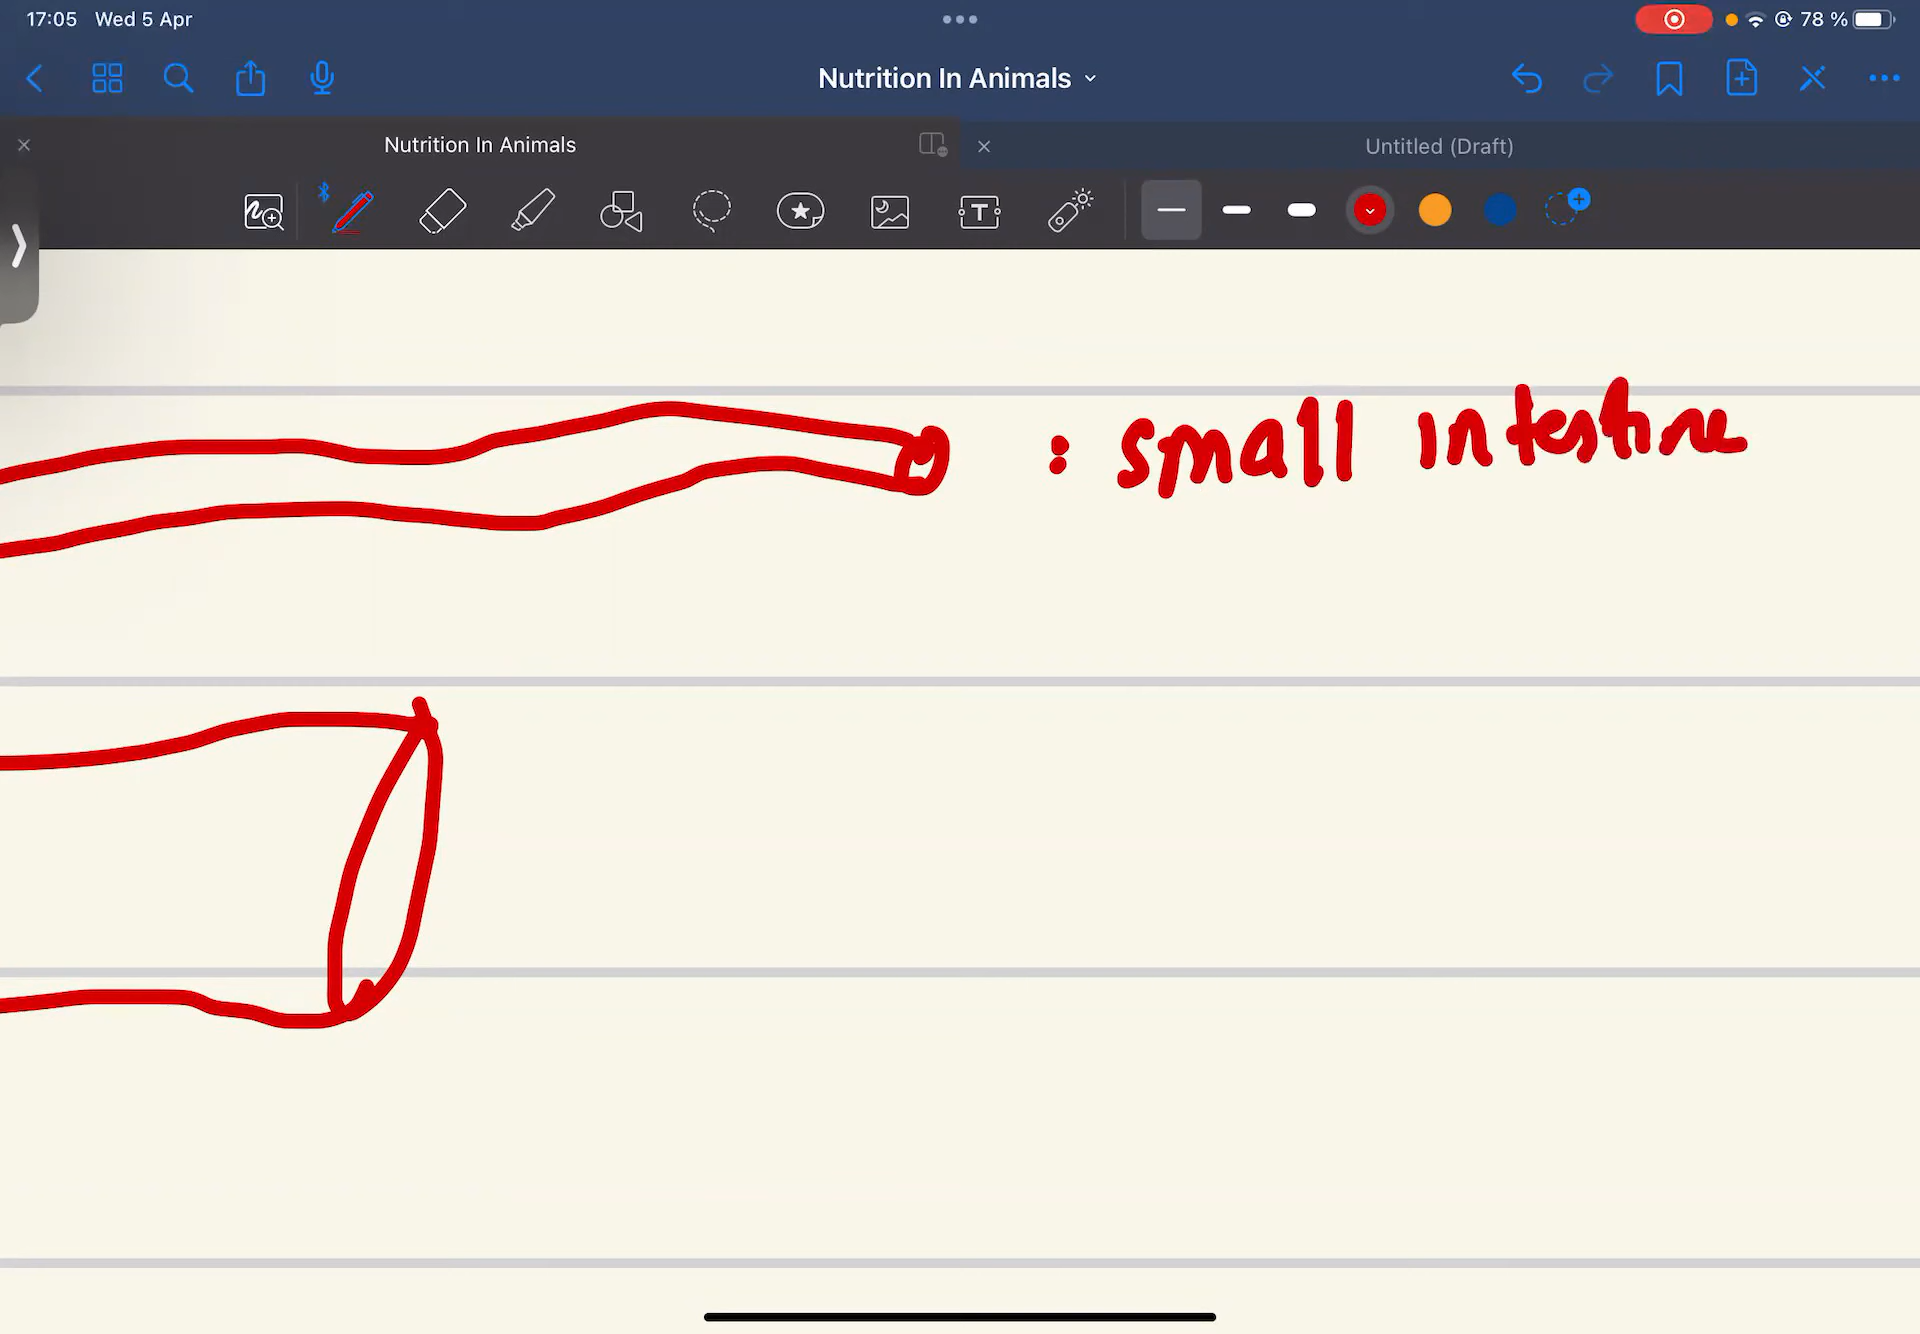 17:05 Wed 5 Apr
78 %
Nutrition In Animals
Nutrition In Animals
Untitled (Draft)
T
: small intestine